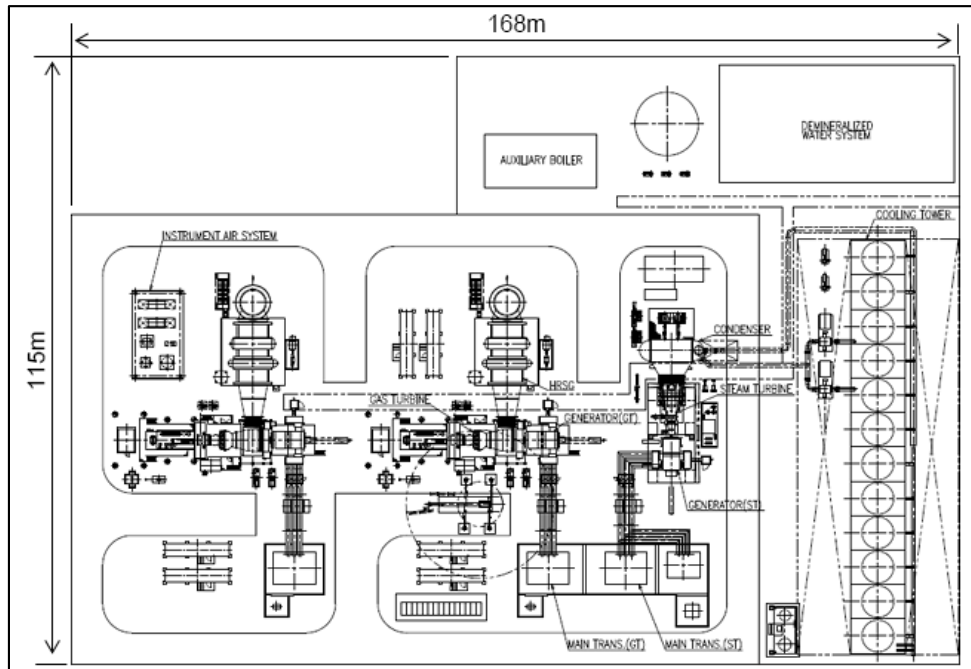 168m
115m
AUXILIARY BOILER
DEMINERALIZED
WATER SYSTEM
COOLING TOWER
INSTRUMENT AIR SYSTEM
CONDENSER
HRSG
STEAM TURBINE
GAS TURBINE
GENERATOR(GT)
GENERATOR(ST)
MAIN TRANS.(GT)
MAIN TRANS.(ST)